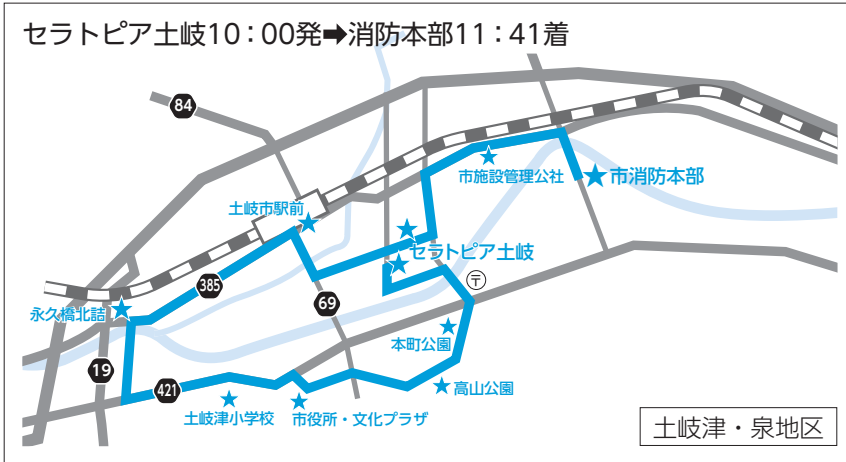 セラトピア土岐10：00発➡消防本部11：41着
84
市施設管理公社
市消防本部
土岐市駅前
セラトピア土岐
385
〒
69
永久橋北詰
本町公園
19
421
高山公園
土岐津小学校
市役所・文化プラザ
土岐津・泉地区